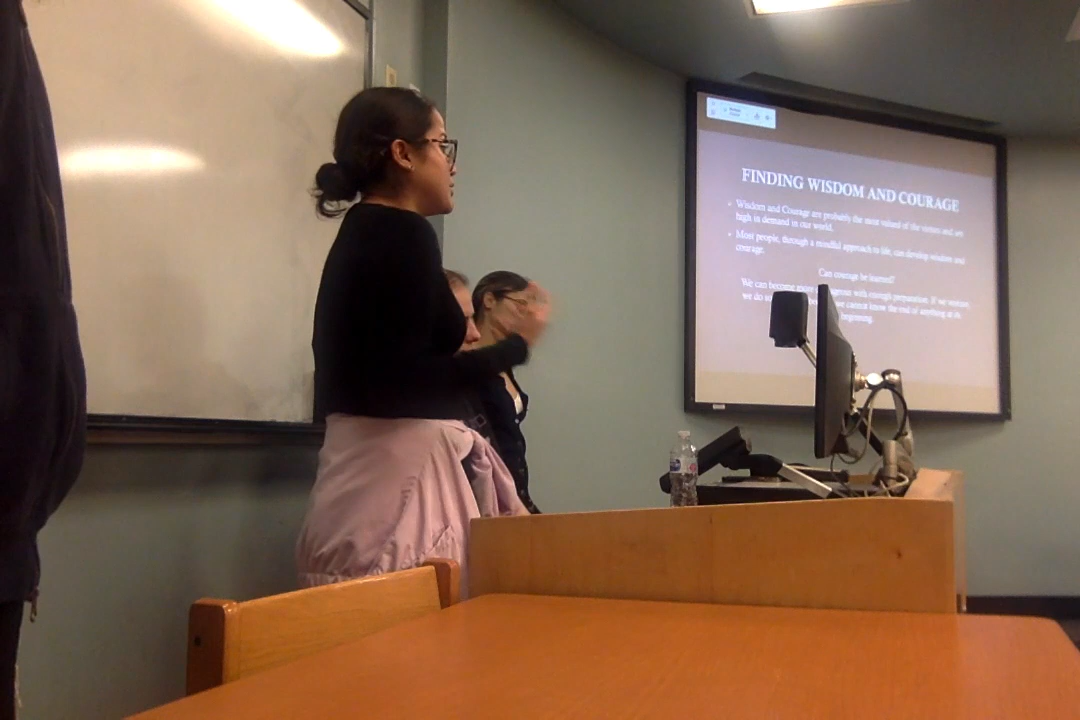 FINDING WISDOM AND COURAGE
Wisdom and Courage are probably the most valued of the virtues and are
high in demand in our world.
Most people, through a mindful approach to life, can develop wisdom and
courage.
Can courage be learned?
We can become more with enough preparation. If we
we do we cannot know the end of anything at its
beginning.